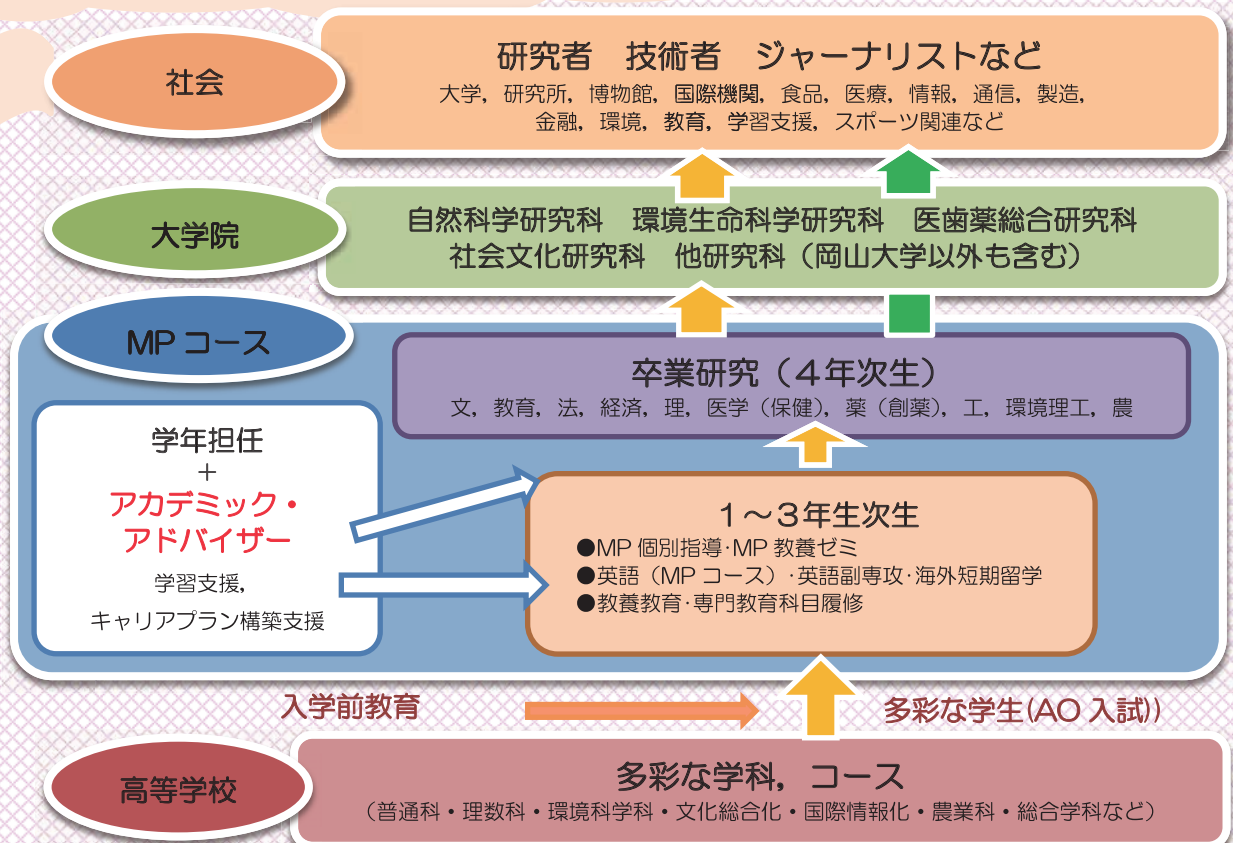 社会
研究者　技術者　ジャーナリストなど
大学，研究所，博物館，国際機関，食品，医療，情報，通信，製造，
金融，環境，教育，学習支援，スポーツ関連など
大学院
自然科学研究科　環境生命科学研究科　医歯薬総合研究科
社会文化研究科　他研究科（岡山大学以外も含む）
MP コース
卒業研究（４年次生）
文，教育，法，経済，理，医学（保健），薬（創薬），工，環境理工，農
学年担任
＋
アカデミック・
アドバイザー
学習支援，
キャリアプラン構築支援
１～３年生次生
●MP 個別指導･MP 教養ゼミ
●英語（MP コース）･英語副専攻･海外短期留学
●教養教育･専門教育科目履修
入学前教育
多彩な学生(AO 入試))
高等学校
多彩な学科，コース
（普通科・理数科・環境科学科・文化総合化・国際情報化・農業科・総合学科など）